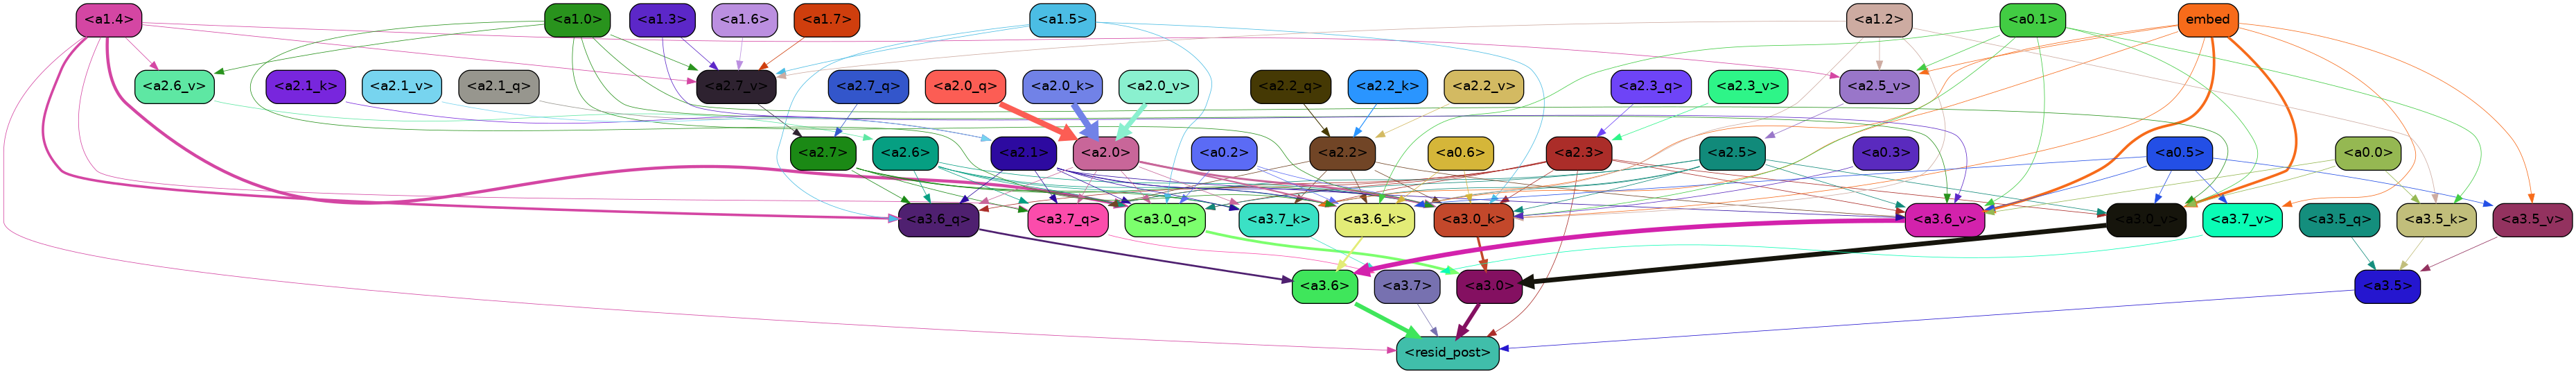 <a1.4> <a1.0> <a1.3> <a1.6> <a1.7> <a1.5> <a1.2> <a0.1> embed
<a2.6_v> <a2.1_k> <a2.1_v> <a2.1_q> <a2.7_v> <a2.7_q> <a2.0_q> <a2.0_k> <a2.0_v> <a2.2_q> <a2.2_k> <a2.2_v> <a2.3_q> <a2.3_v> <a2.5_v>
<a2.7> <a2.6> <a2.1> <a2.0> <a0.2> <a2.2> <a0.6> <a2.3> <a2.5> <a0.3> <a0.5> <a0.0>
<a3.6_q> <a3.7_q> <a3.0_q> <a3.7_k> <a3.6_k> <a3.0_k> <a3.6_v> <a3.0_v> <a3.7_v> <a3.5_q> <a3.5_k> <a3.5_v>
<a3.6> <a3.7> <a3.0> <a3.5>
<resid_post>